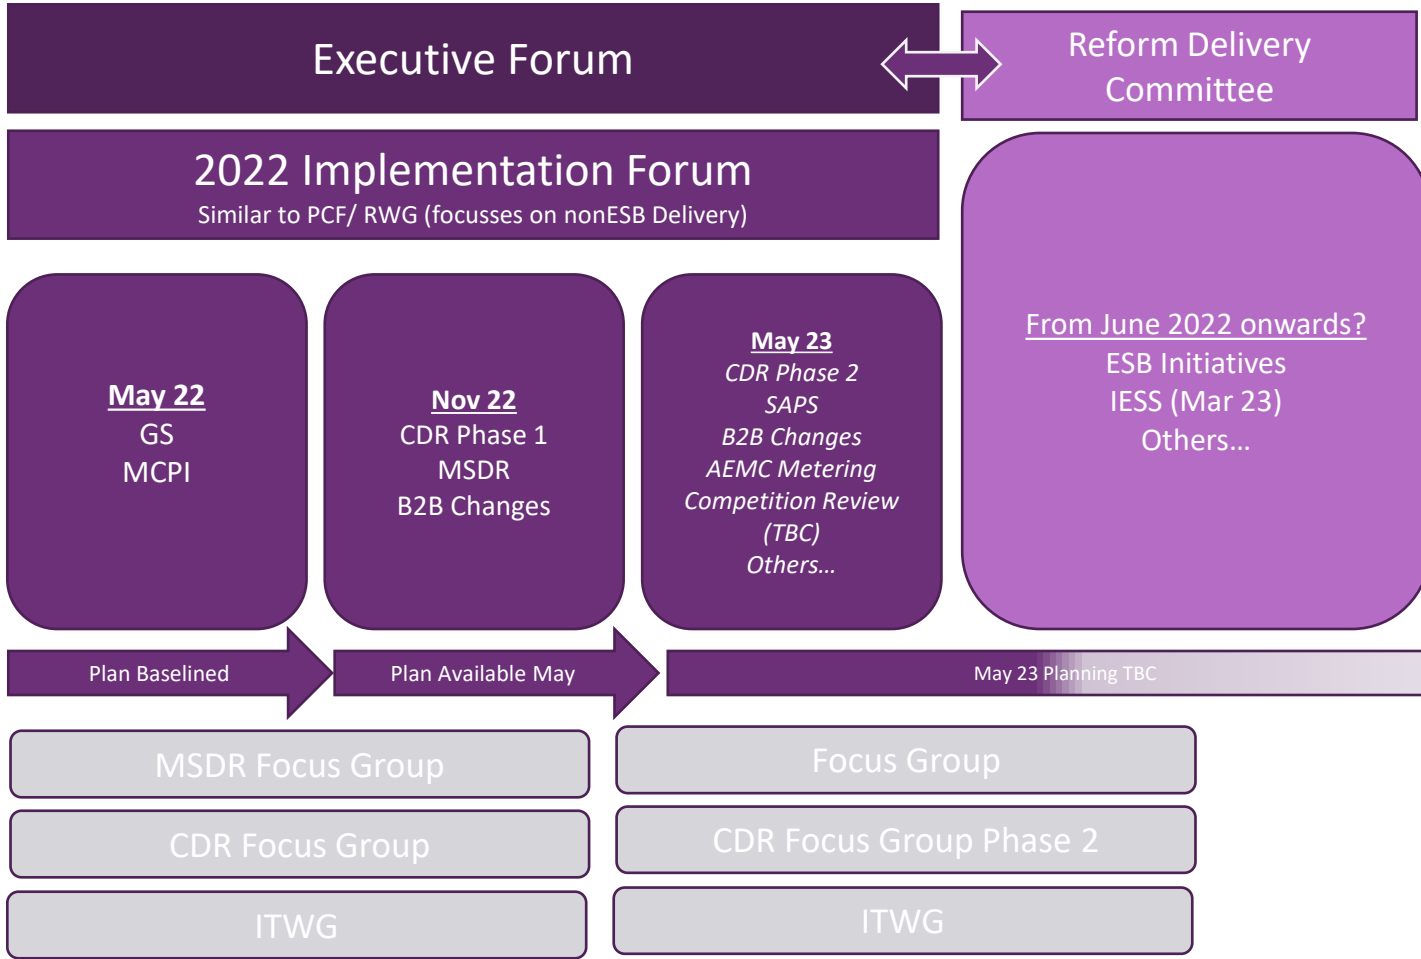 Executive Forum
Reform Delivery
Committee
2022 Implementation Forum
Similar to PCF/ RWG (focusses on nonESB Delivery)
May 22
GS
MCPI
Nov 22
CDR Phase 1
MSDR
B2B Changes
May 23
CDR Phase 2
SAPS
B2B Changes
AEMC Metering
Competition Review
(TBC)
Others…
From June 2022 onwards?
ESB Initiatives
IESS (Mar 23)
Others…
Plan Baselined
Plan Available May
May 23 Planning TBC
MSDR Focus Group
Focus Group
CDR Focus Group
CDR Focus Group Phase 2
ITWG
ITWG